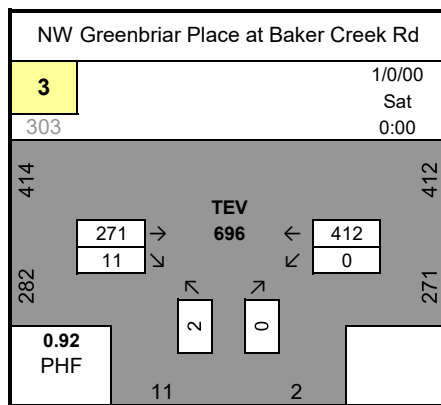 NW Greenbriar Place at Baker Creek Rd
3
1/0/00
Sat
303
0:00
414
412
TEV
271 → 696 ← 412
11 ↘ ↙ 0
282
↖ ↗
271
2 0
0.92
PHF
11 2